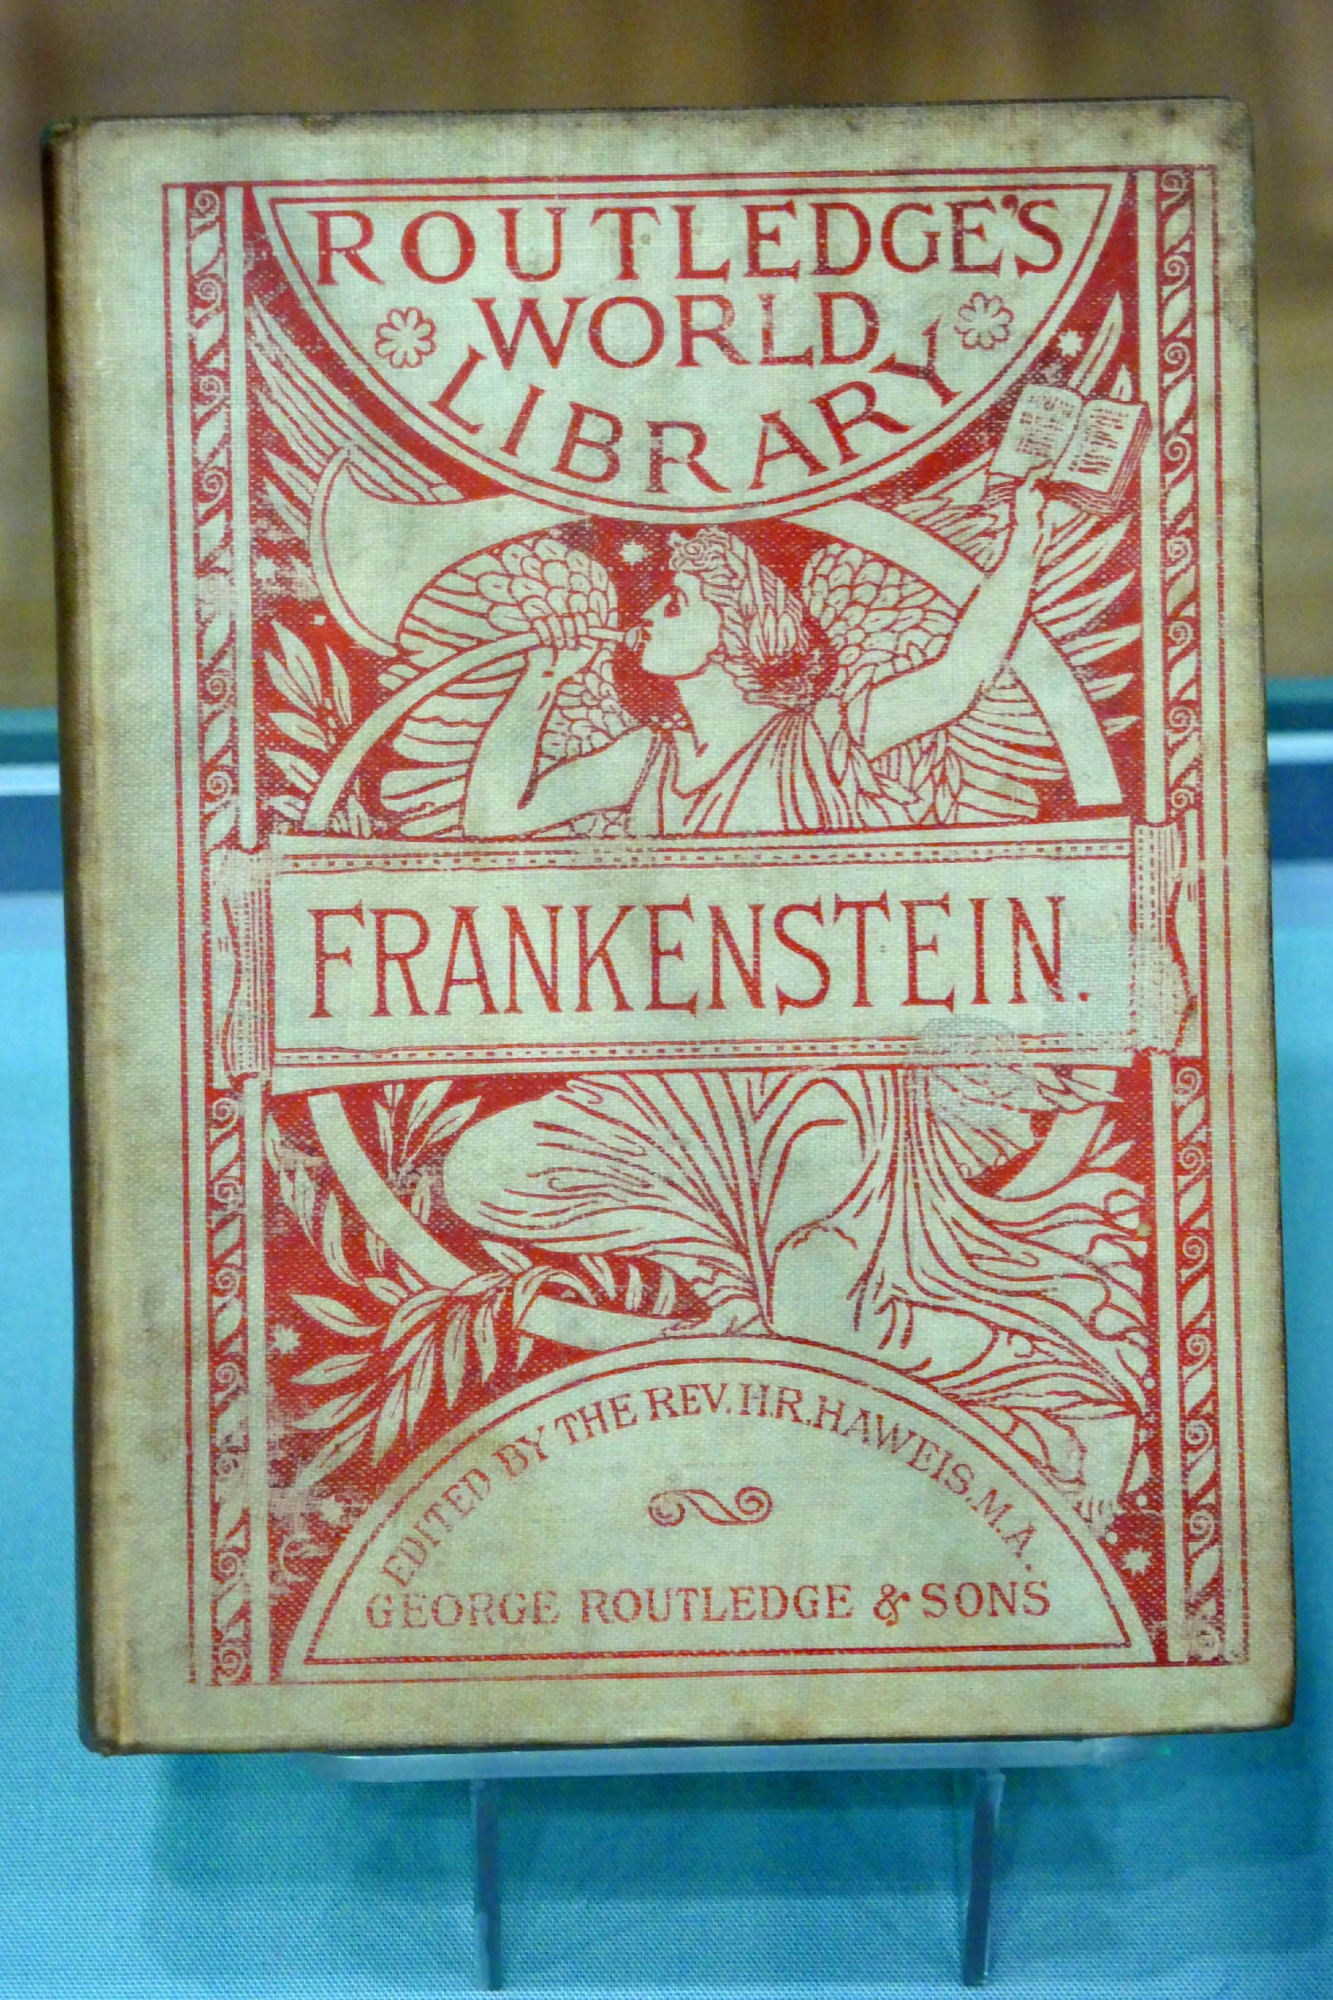 ROUTLEDGE'S
WORLD
LIBRARY
FRANKENSTEIN.
EDITED BY THE REV. H.R. HAWEIS, M.A.
GEORGE ROUTLEDGE & SONS